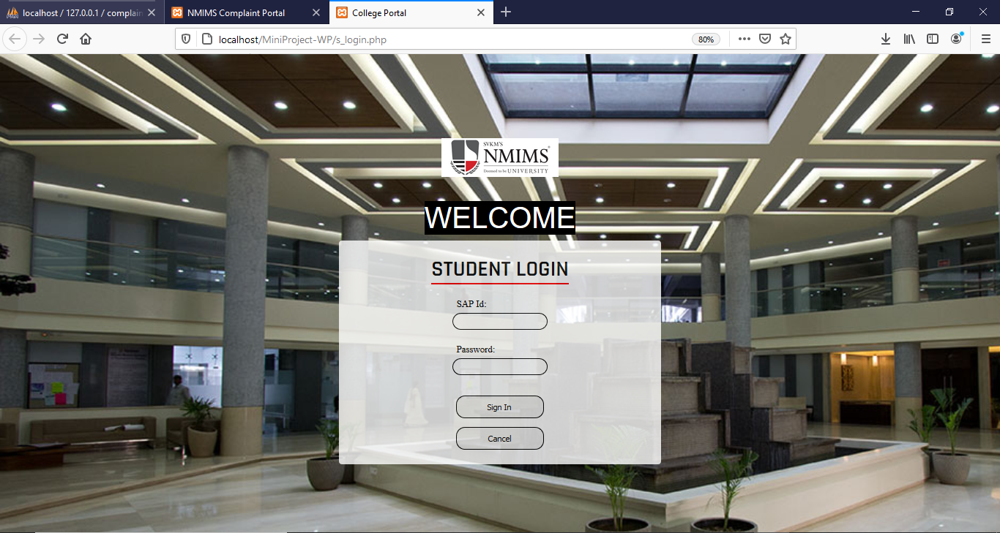 localhost / 127.0.0.1 / complain
NMIMS Complaint Portal
College Portal
localhost/MiniProject-WP/s_login.php
80%
SVKM'S
NMIMS
Deemed to be UNIVERSITY
WELCOME
STUDENT LOGIN
SAP Id:
Password:
Sign In
Cancel